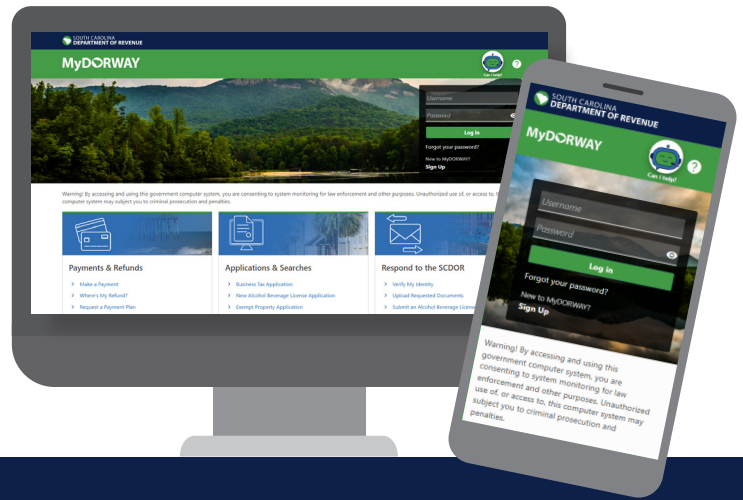 SOUTH CAROLINA
DEPARTMENT OF REVENUE
MyDORWAY
Can I help?
?
Username
Password
Log in
Forgot your password?
New to MyDORWAY?
Sign Up
Warning! By accessing and using this government computer system, you are consenting to system monitoring for law enforcement and other purposes. Unauthorized use of, or access to,
computer system may subject you to criminal prosecution and penalties.
Payments & Refunds
> Make a Payment
> Where's My Refund?
> Request a Payment Plan
Applications & Searches
> Business Tax Application
> New Alcohol Beverage License Application
> Exempt Property Application
Respond to the SCDOR
> Verify My Identity
> Upload Requested Documents
> Submit an Alcohol Beverage License
SOUTH CAROLINA
DEPARTMENT OF REVENUE
MyDORWAY
Can I help?
?
Username
Password
Log in
Forgot your password?
New to MyDORWAY?
Sign Up
Warning! By accessing and using this
government computer system, you are
consenting to system monitoring for law
enforcement and other purposes. Unauthorized
use of, or access to, this computer system may
subject you to criminal prosecution and
penalties.